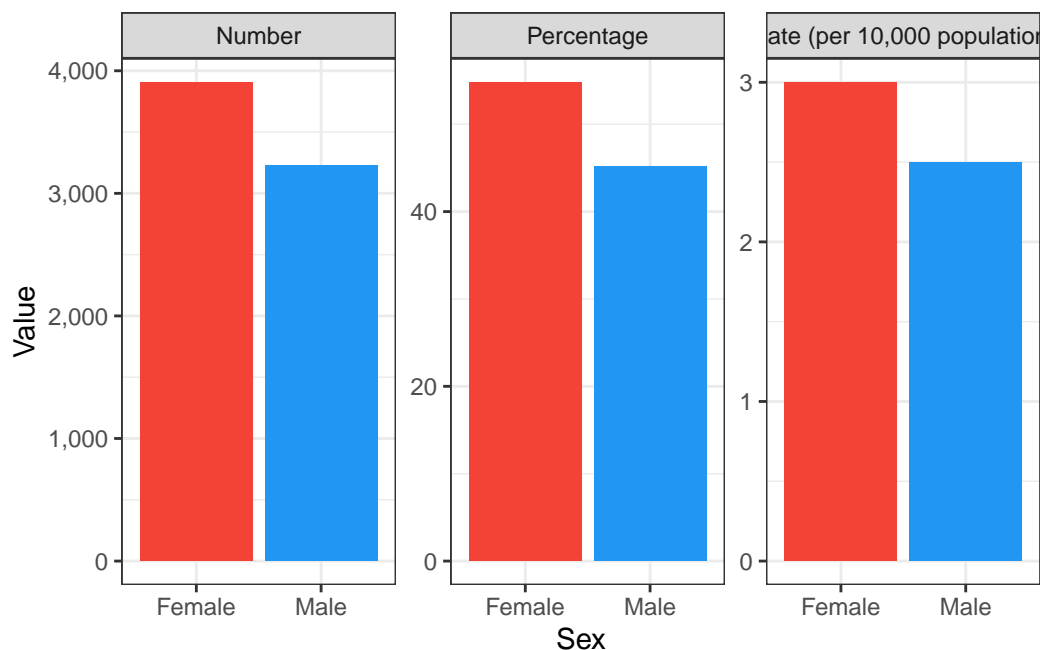 Number
Percentage
ate (per 10,000 population
4,000
3,000
2,000
1,000
0
40
20
0
3
2
1
0
Value
Female Male
Female Male
Female Male
Sex